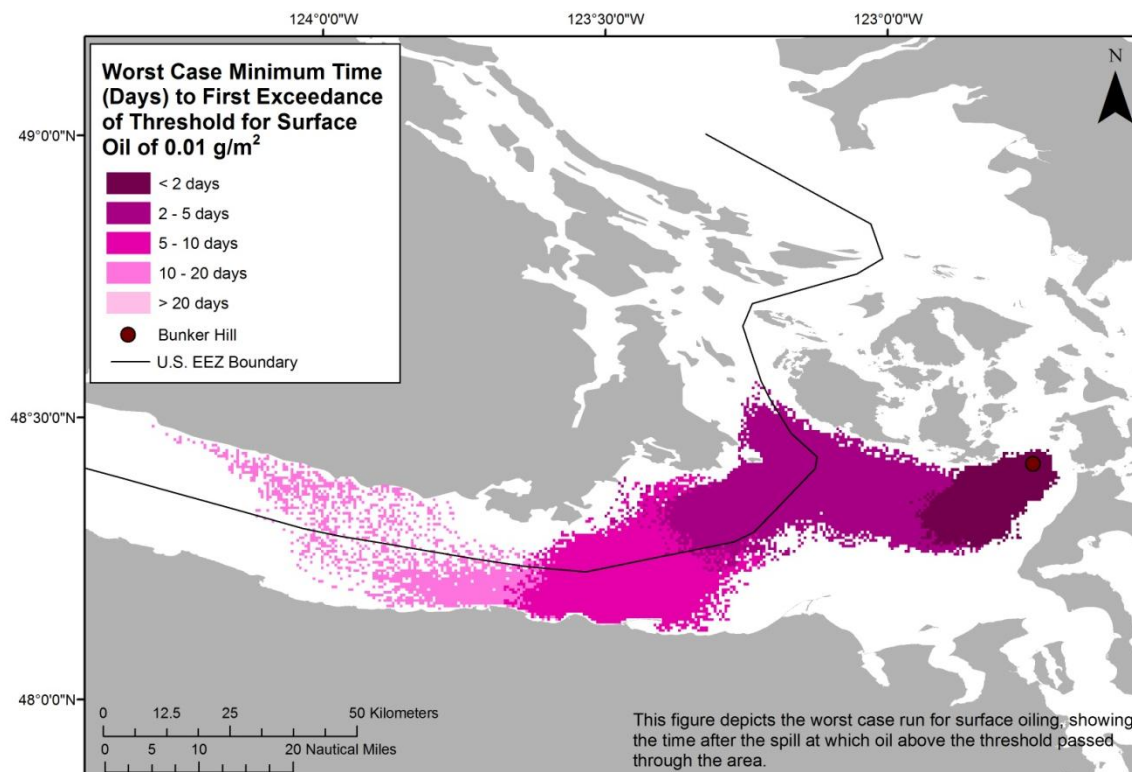 124°0'0"W
123°30'0"W
123°0'0"W
Worst Case Minimum Time
(Days) to First Exceedance
of Threshold for Surface
Oil of 0.01 g/m²
< 2 days
2 - 5 days
5 - 10 days
10 - 20 days
> 20 days
Bunker Hill
U.S. EEZ Boundary
N
49°0'0"N
48°30'0"N
48°0'0"N
0 12.5 25 50 Kilometers
0 5 10 20 Nautical Miles
This figure depicts the worst case run for surface oiling, showing
the time after the spill at which oil above the threshold passed
through the area.